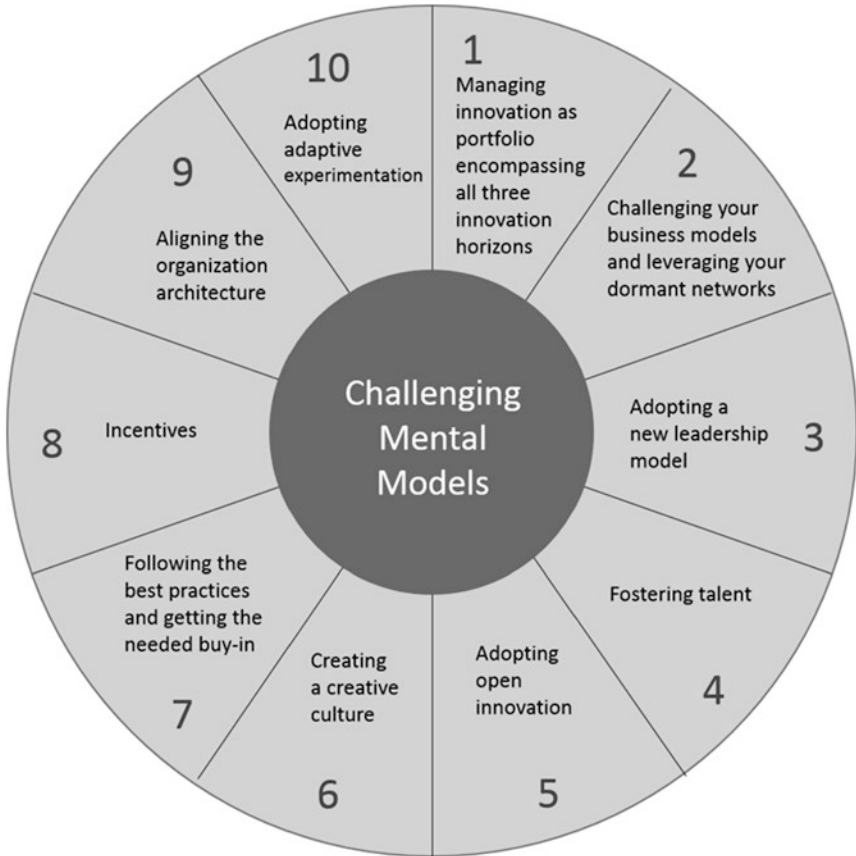 1
Managing
innovation as
portfolio
encompassing
all three
innovation
horizons
2
Challenging your
business models
and leveraging your
dormant networks
3
Adopting a
new leadership
model
4
Fostering talent
5
Adopting
open
innovation
6
Creating
a creative
culture
7
Following the
best practices
and getting the
needed buy-in
8
Incentives
9
Aligning the
organization
architecture
10
Adopting
adaptive
experimentation
Challenging
Mental
Models